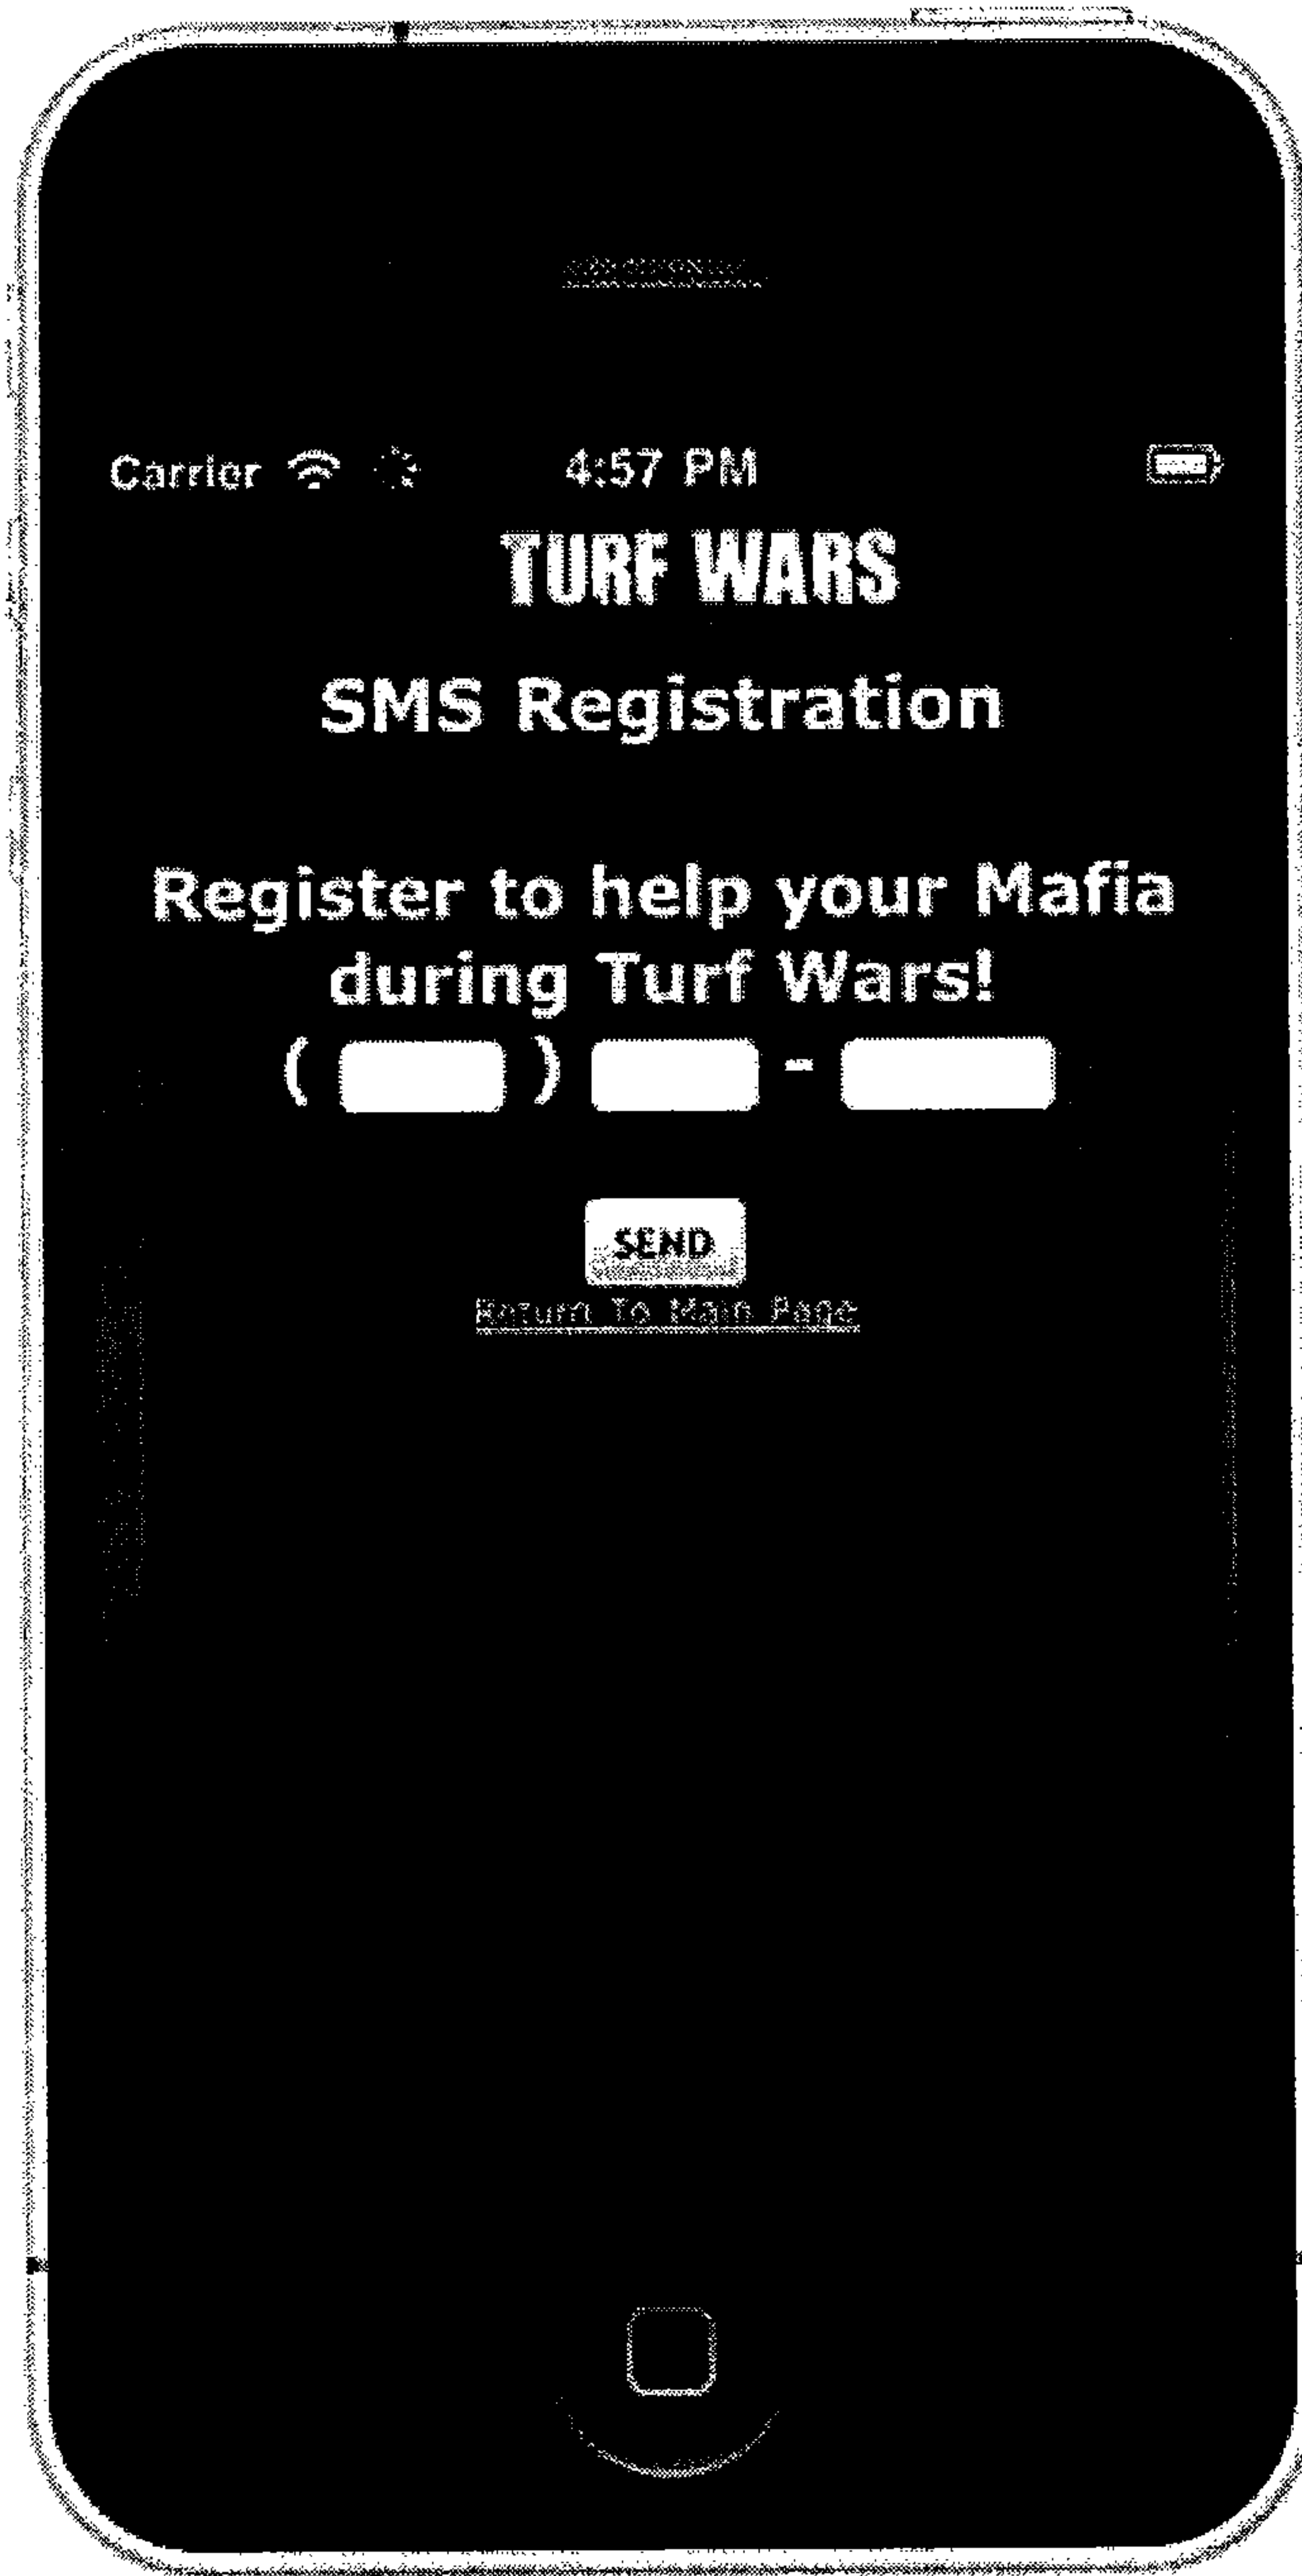 Carrier 4:57 PM
TURF WARS
SMS Registration
Register to help your Mafia
during Turf Wars!
( ) -
SEND
Return To Main Page